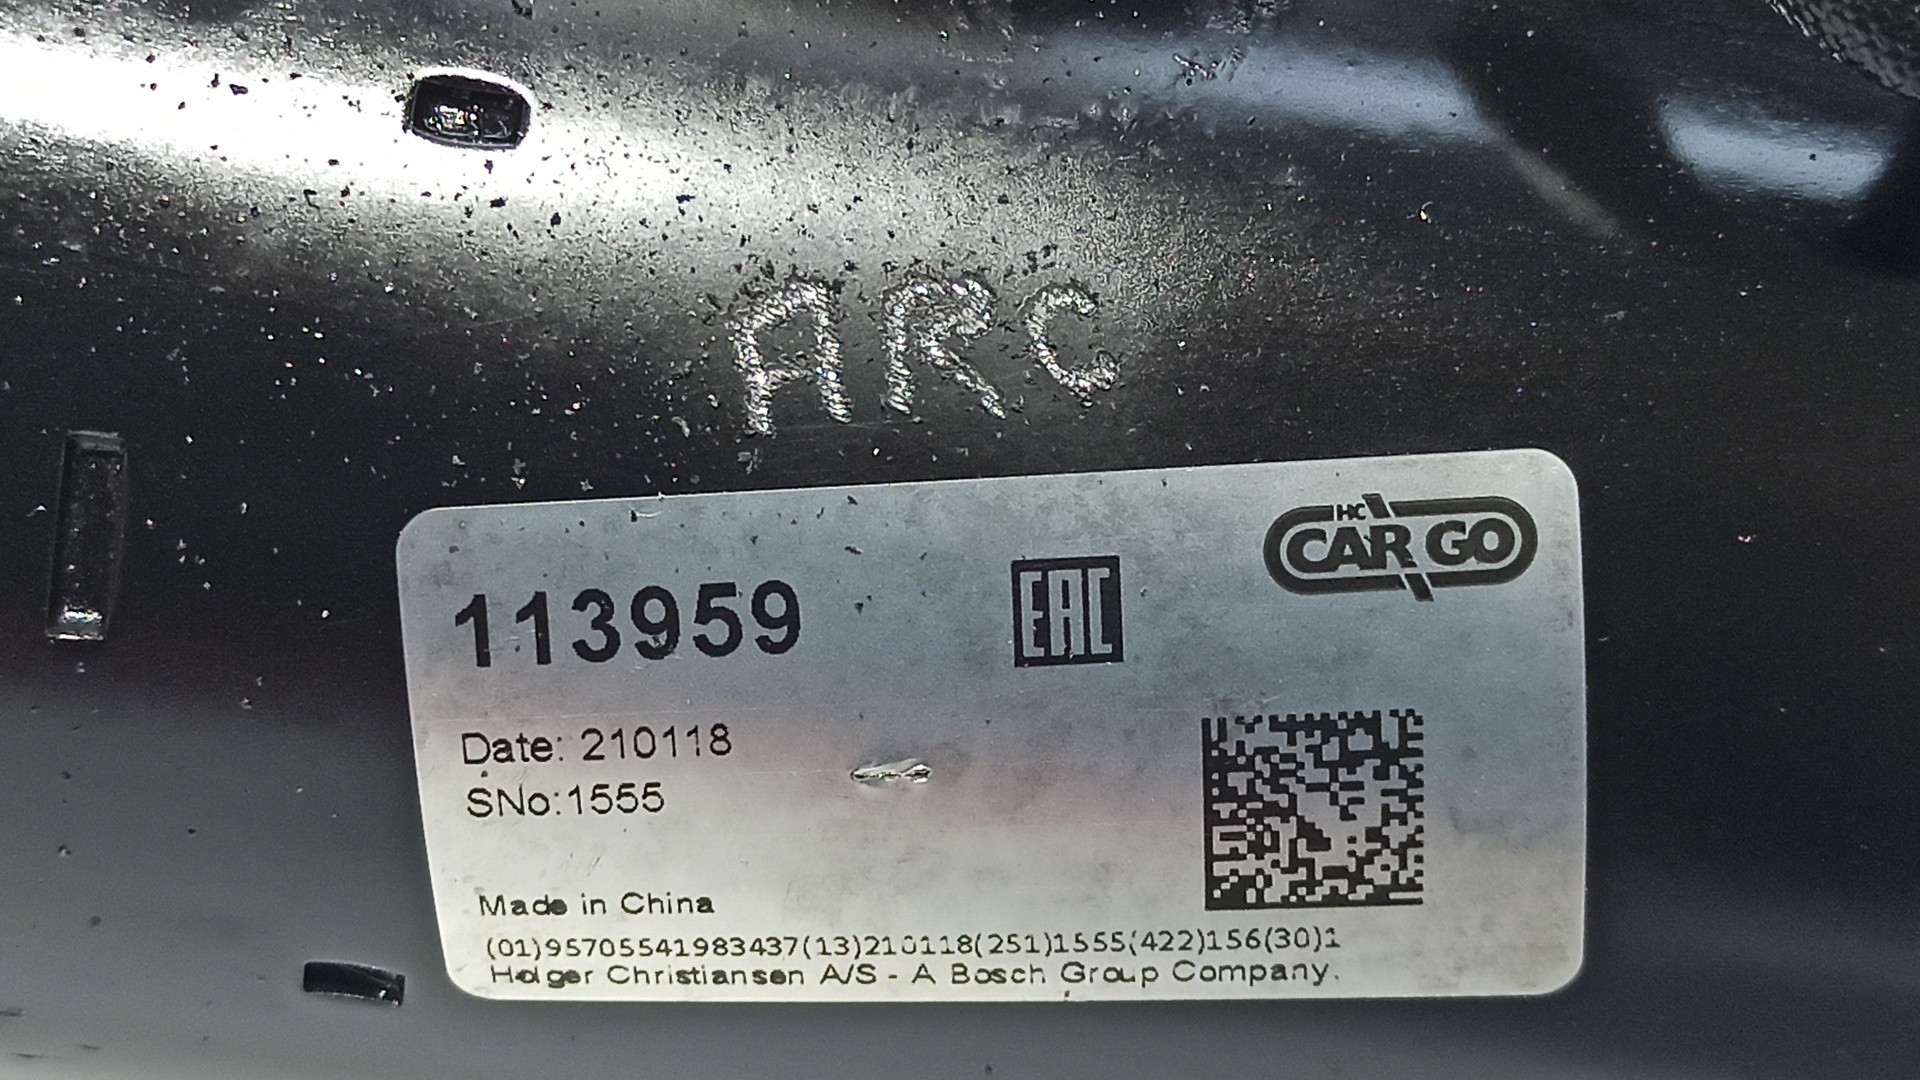 ARC
HC
CARGO
113959
EAC
Date: 210118
SNo:1555
Made in China
(01)95705541983437(13)210118(251)1555(422)156(30)1
Holger Christiansen A/S - A Bosch Group Company.